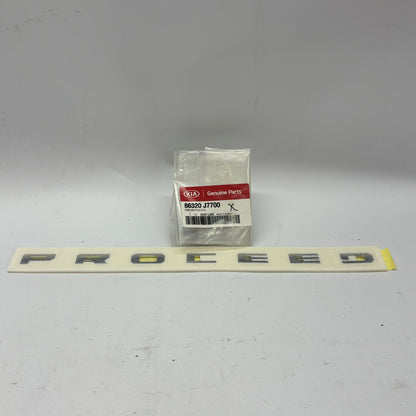 KIA Genuine Parts
86320 J7700 X
PROCEED